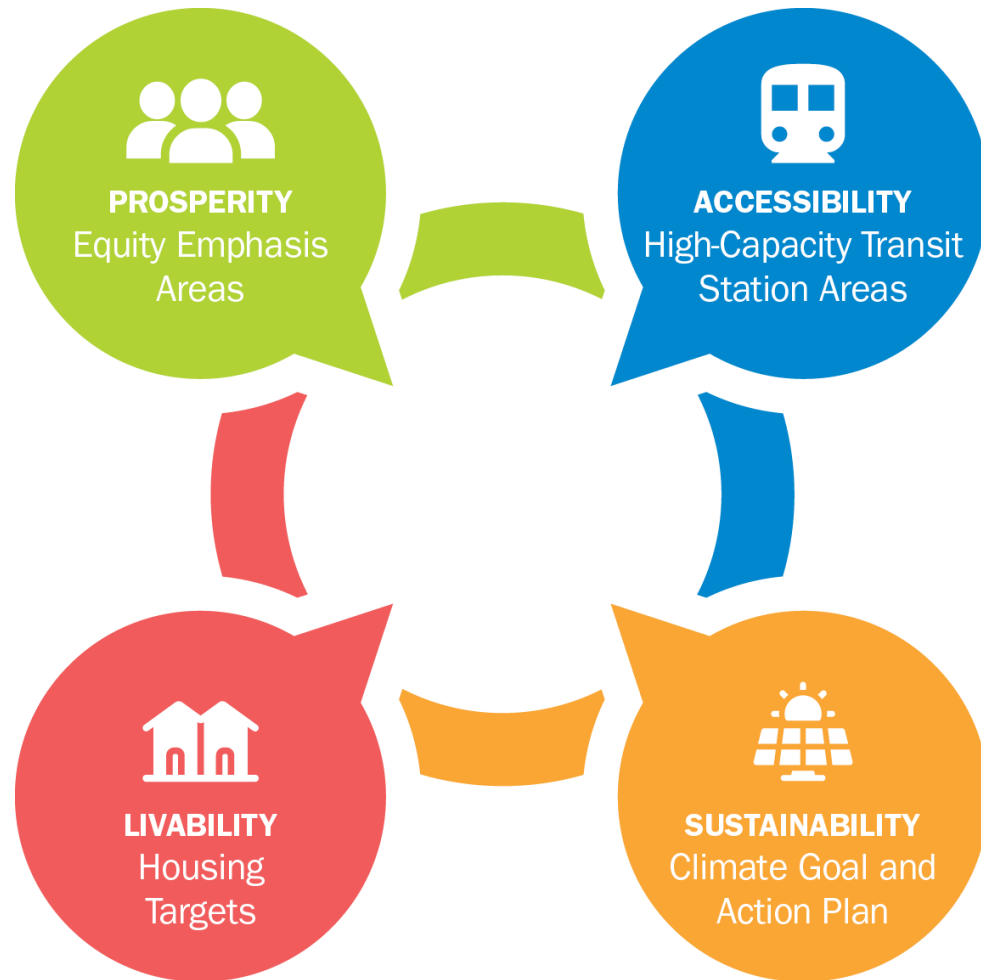 PROSPERITY
Equity Emphasis
Areas
ACCESSIBILITY
High-Capacity Transit
Station Areas
LIVABILITY
Housing
Targets
SUSTAINABILITY
Climate Goal and
Action Plan